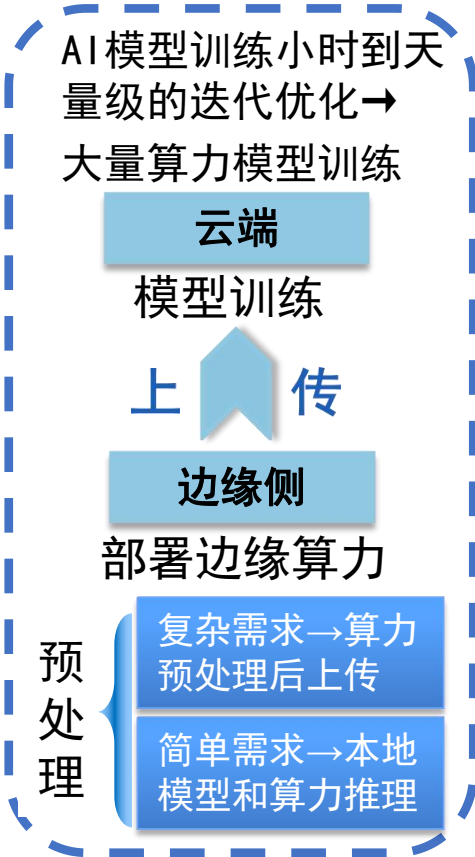 AI模型训练小时到天
量级的迭代优化→
大量算力模型训练
云端
模型训练
上 传
边缘侧
部署边缘算力
预处理
复杂需求→算力
预处理后上传
简单需求→本地
模型和算力推理